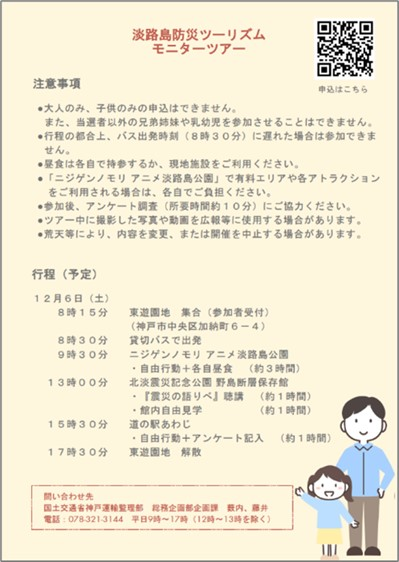 淡路島防災ツーリズム
モニターツアー
申込はこちら
注意事項
●大人のみ、子供のみの申込はできません。
また、当選者以外の兄弟姉妹や乳幼児を参加させることはできません。
●行程の都合上、バス出発時刻（８時３０分）に遅れた場合は参加できま
せん。
●昼食は各自で持参するか、現地施設をご利用ください。
●「ニジゲンノモリ アニメ淡路島公園」で有料エリアや各アトラクション
をご利用される場合は、各自でご負担ください。
●参加後、アンケート調査（所要時間約１０分）にご協力ください。
●ツアー中に撮影した写真や動画を広報等に使用する場合があります。
●荒天等により、内容を変更、または開催を中止する場合があります。
行程（予定）
１２月６日（土）
８時１５分 東遊園地 集合（参加者受付）
（神戸市中央区加納町６－４）
８時３０分 貸切バスで出発
９時３０分 ニジゲンノモリ アニメ淡路島公園
・自由行動＋各自昼食 （約３時間）
１３時００分 北淡震災記念公園 野島断層保存館
・『震災の語りべ』聴講 （約１時間）
・館内自由見学 （約１時間）
１５時３０分 道の駅あわじ
・自由行動＋アンケート記入 （約１時間）
１７時３０分 東遊園地 解散
問い合わせ先
国土交通省神戸運輸監理部 総務企画部企画課 籔内、藤井
電話：078-321-3144 平日9時～17時（12時～13時を除く）